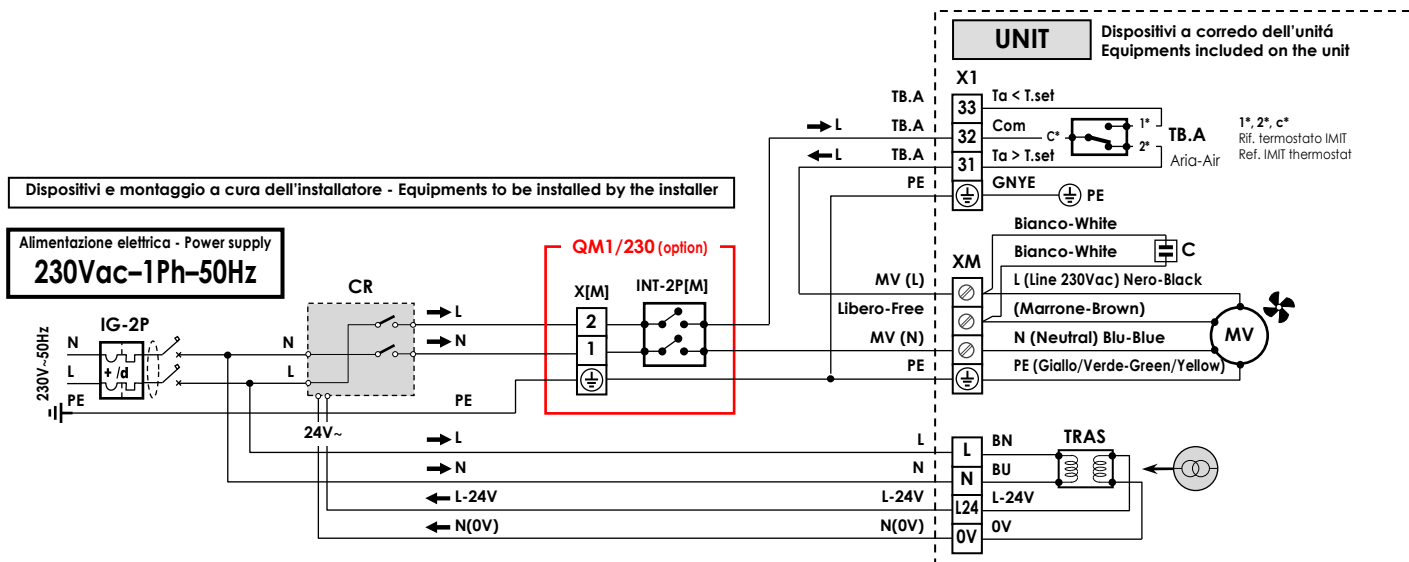 UNIT
Dispositivi a corredo dell'unitá
Equipments included on the unit
X1
TB.A
33
Ta < T.set
L
TB.A
32
Com
C*
1*
2*
TB.A
Aria-Air
1*, 2*, c*
Rif. termostato IMIT
Ref. IMIT thermostat
L
TB.A
31
Ta > T.set
PE
GNYE
PE
Dispositivi e montaggio a cura dell'installatore - Equipments to be installed by the installer
Alimentazione elettrica - Power supply
230Vac–1Ph–50Hz
QM1/230 (option)
X[M]
INT-2P[M]
2
1
CR
L
N
IG-2P
230V~50Hz
N
L
PE
+ /d
N
L
24V~
PE
XM
Bianco-White
Bianco-White
C
MV (L)
L (Line 230Vac) Nero-Black
Libero-Free
(Marrone-Brown)
MV (N)
N (Neutral) Blu-Blue
PE
PE (Giallo/Verde-Green/Yellow)
MV
L
L
L
BN
TRAS
N
N
N
BU
L-24V
L-24V
L24
L-24V
N(0V)
N(0V)
0V
0V